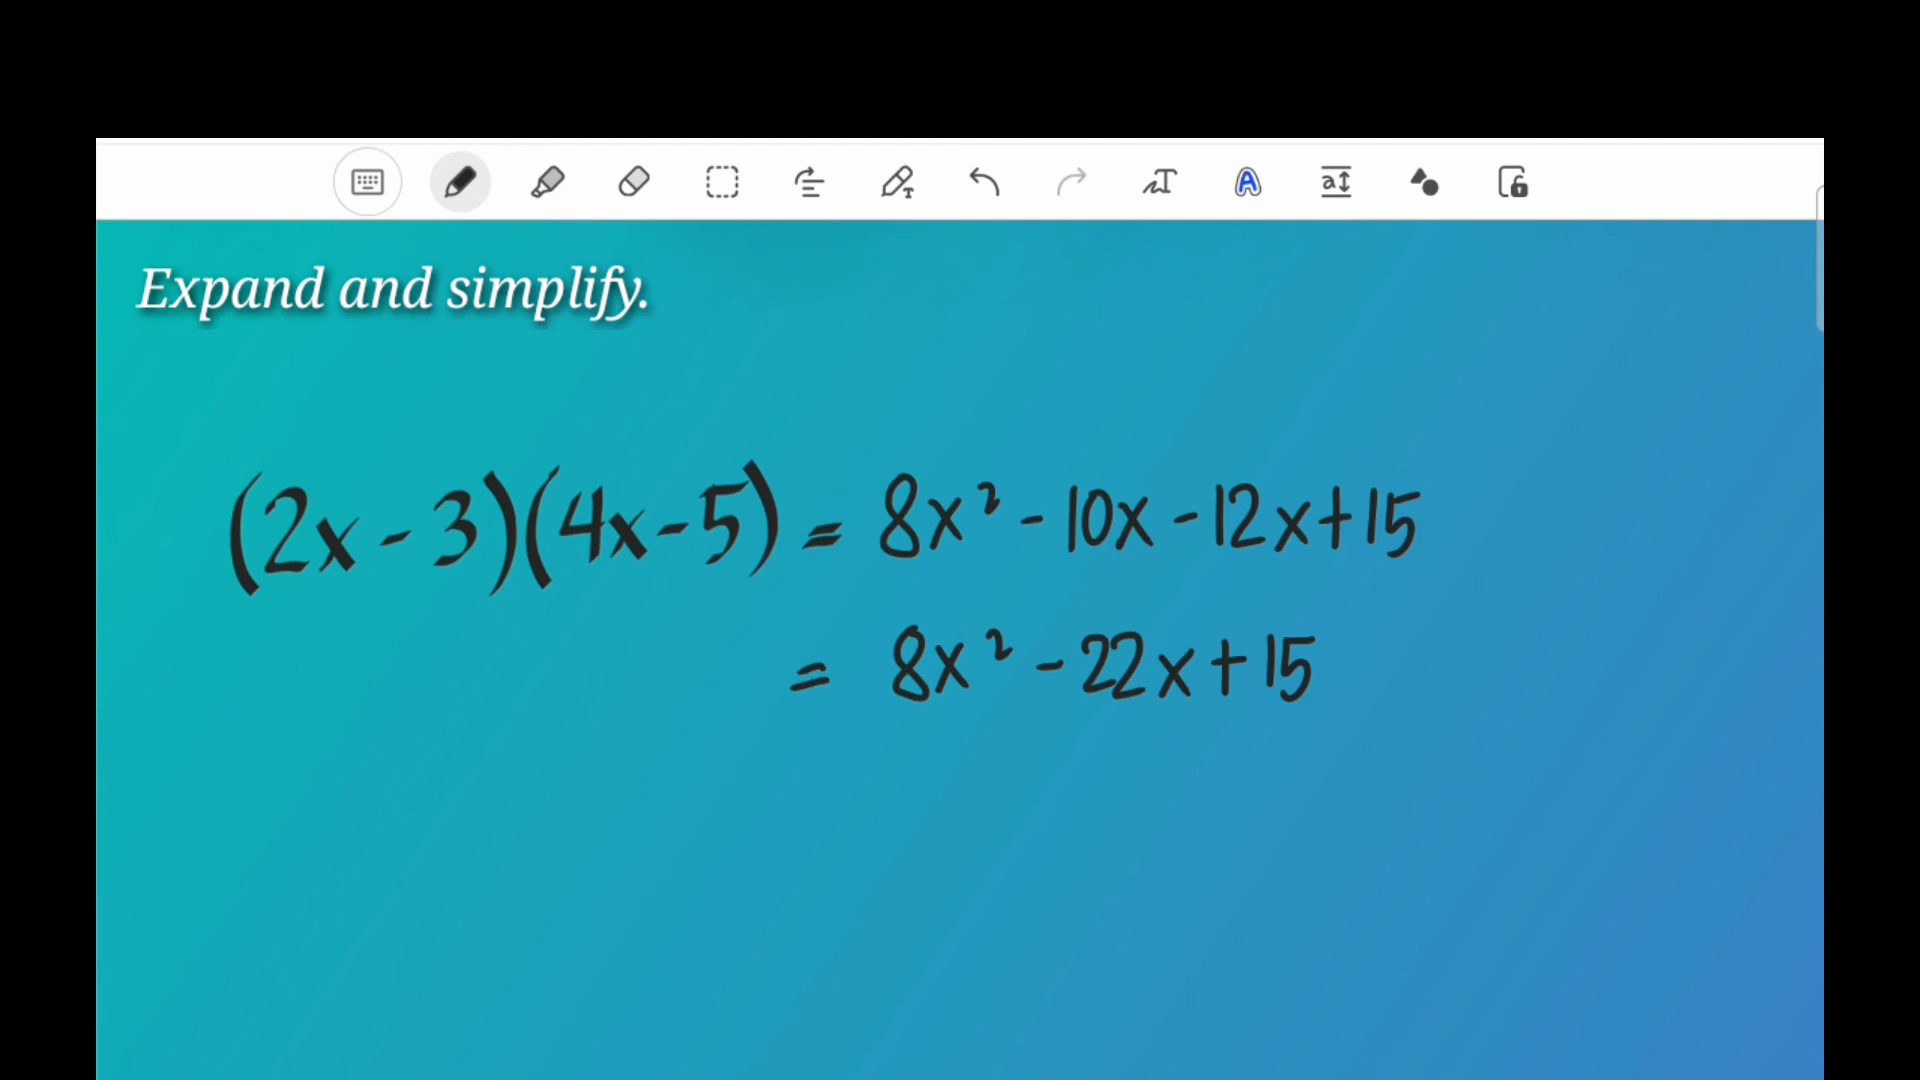 Expand and simplify.
(2x - 3)(4x - 5) = 8x² - 10x - 12x + 15
= 8x² - 22x + 15